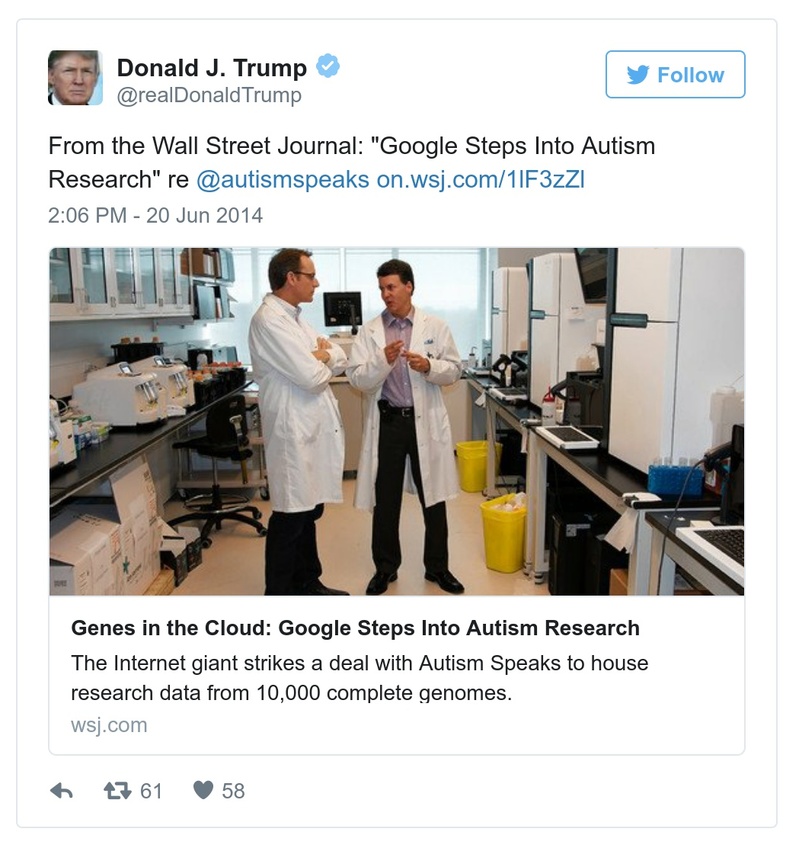 Donald J. Trump
@realDonaldTrump
Follow
From the Wall Street Journal: "Google Steps Into Autism
Research" re @autismspeaks on.wsj.com/1lF3zZl
2:06 PM - 20 Jun 2014
Genes in the Cloud: Google Steps Into Autism Research
The Internet giant strikes a deal with Autism Speaks to house
research data from 10,000 complete genomes.
wsj.com
61 58